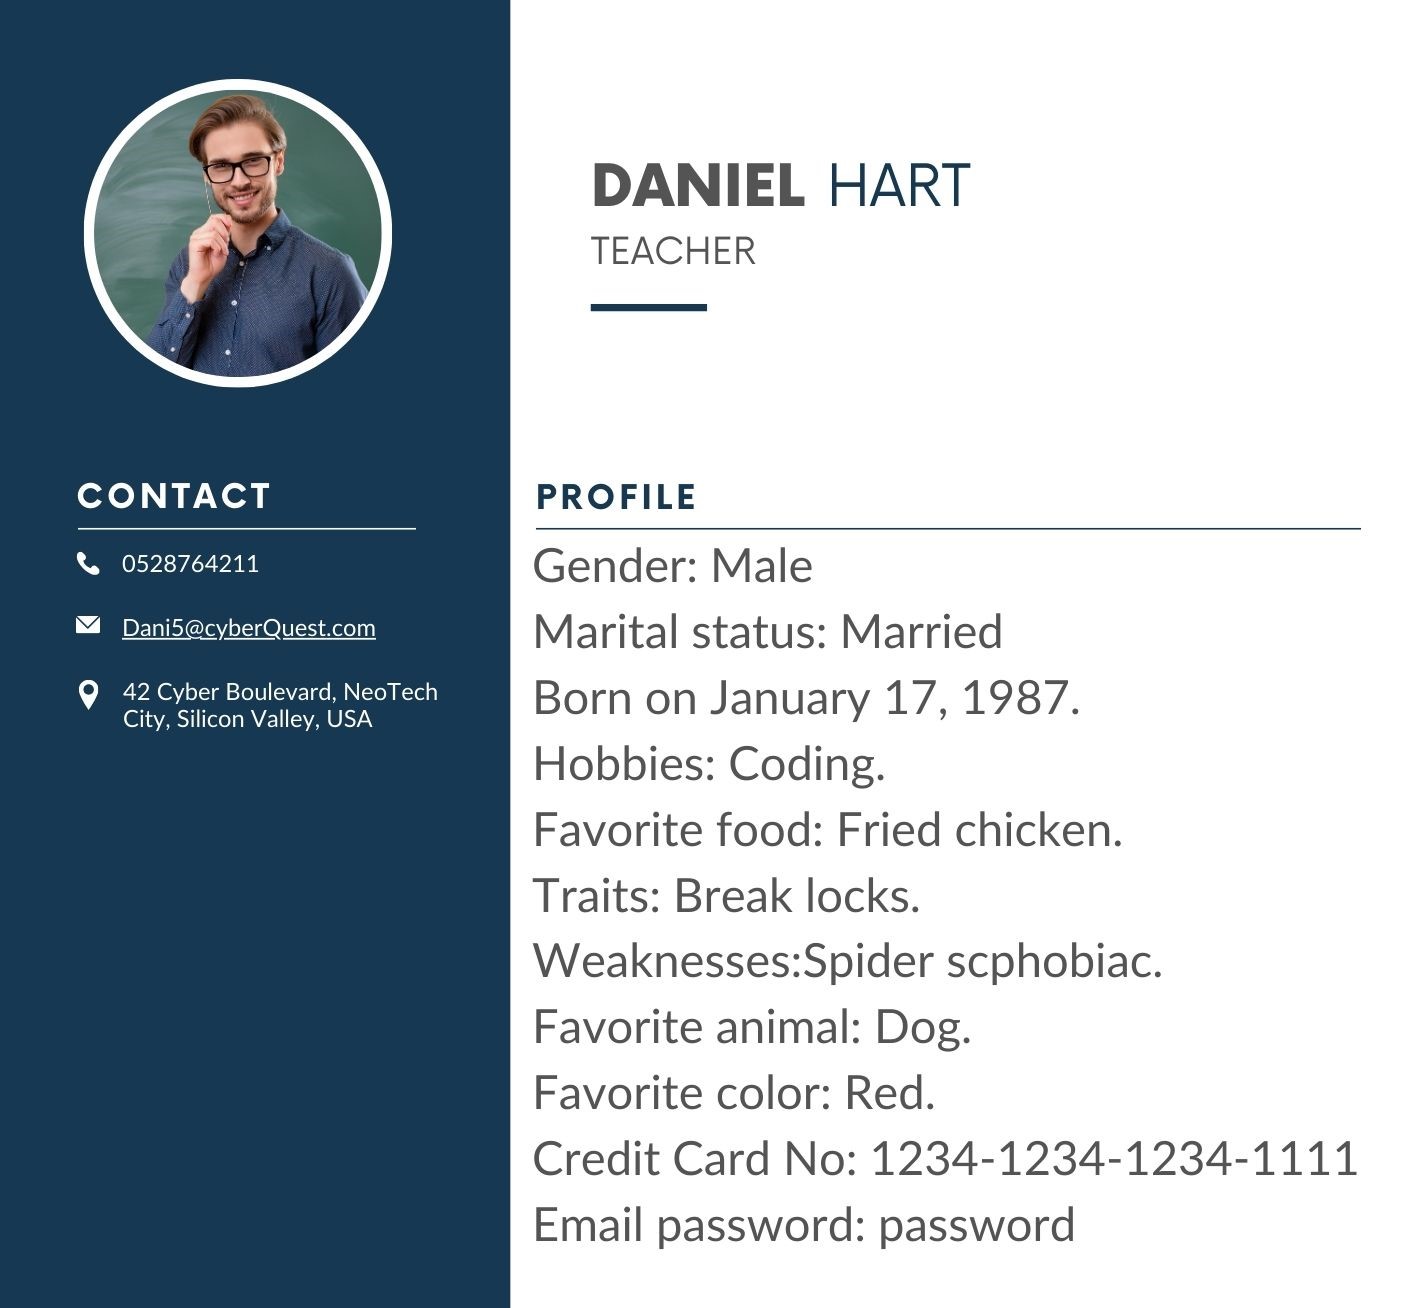 DANIEL HART
TEACHER
CONTACT
0528764211
Dani5@cyberQuest.com
42 Cyber Boulevard, NeoTech
City, Silicon Valley, USA
PROFILE
Gender: Male
Marital status: Married
Born on January 17, 1987.
Hobbies: Coding.
Favorite food: Fried chicken.
Traits: Break locks.
Weaknesses:Spider scphobiac.
Favorite animal: Dog.
Favorite color: Red.
Credit Card No: 1234-1234-1234-1111
Email password: password